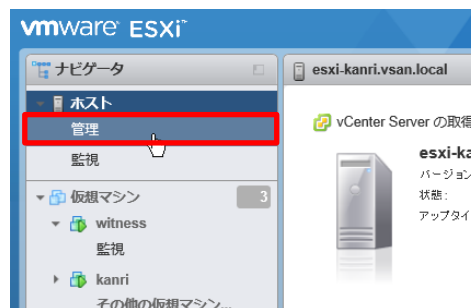 vmware ESXi™
ナビゲータ
esxi-kanri.vsan.local
ホスト
管理
監視
vCenter Server の取得
esxi-ka
バージョン
状態:
アップタイ
仮想マシン 3
witness
監視
kanri
その他の仮想マシン...